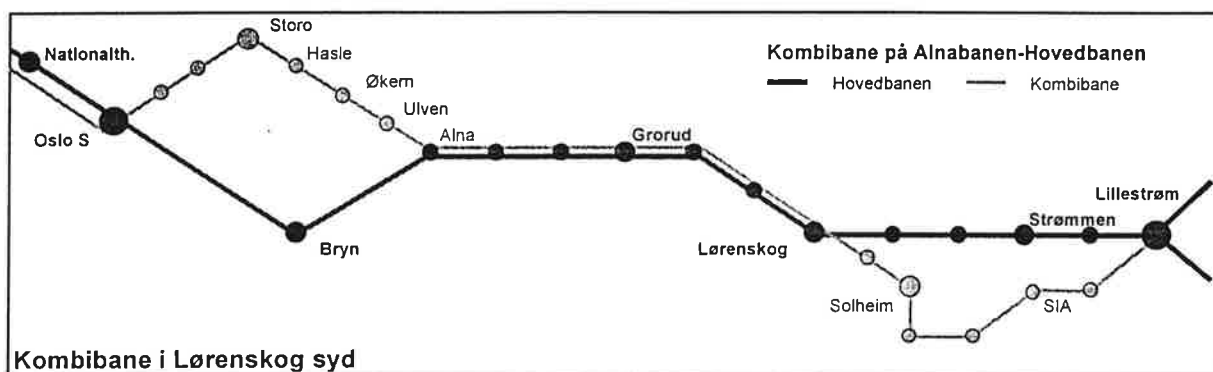 Storo
Nationalth.
Hasle
Kombibane på Alnabanen-Hovedbanen
Økern
Hovedbanen
Kombibane
Ulven
Oslo S
Alna
Grorud
Lillestrøm
Strømmen
Bryn
Lørenskog
Solheim
SIA
Kombibane i Lørenskog syd